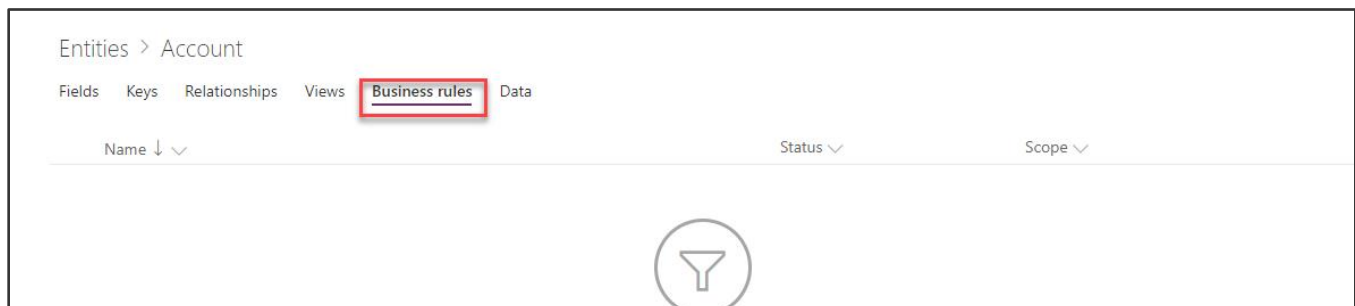 Entities > Account
Fields Keys Relationships Views Business rules Data
Name ↓ Status Scope